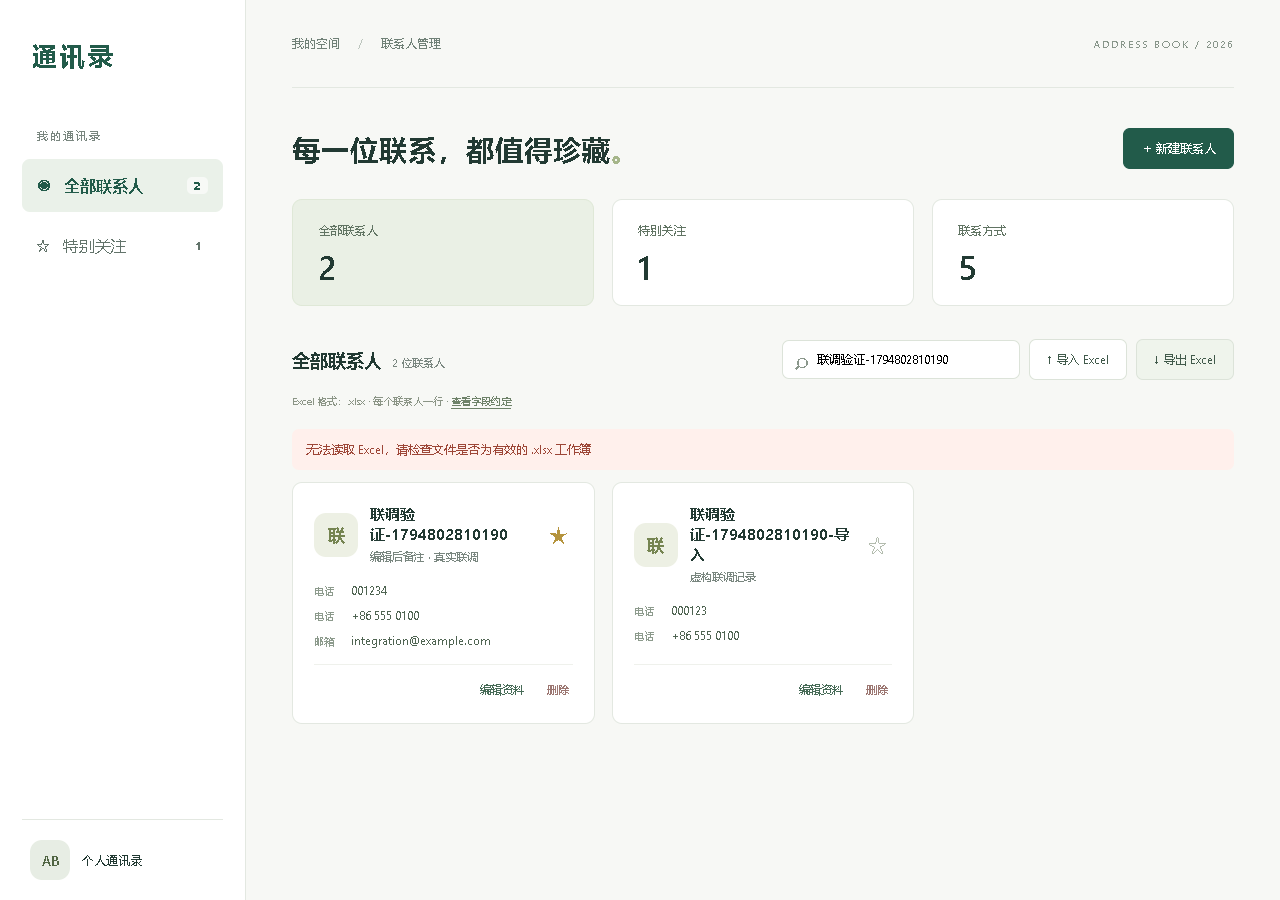 通讯录
我的通讯录
全部联系人 2
☆ 特别关注 1
AB 个人通讯录
我的空间 / 联系人管理
ADDRESS BOOK / 2026
每一位联系，都值得珍藏。
+ 新建联系人
全部联系人
2
特别关注
1
联系方式
5
全部联系人 2 位联系人
联调验证-1794802810190
↑ 导入 Excel
↓ 导出 Excel
Excel 格式：.xlsx · 每个联系人一行 · 查看字段约定
无法读取 Excel，请检查文件是否为有效的 .xlsx 工作簿
联
联调验
证-1794802810190
★
编辑后备注 · 真实联调
电话 001234
电话 +86 555 0100
邮箱 integration@example.com
编辑资料 删除
联
联调验
证-1794802810190-导
入
☆
虚构联调记录
电话 000123
电话 +86 555 0100
编辑资料 删除